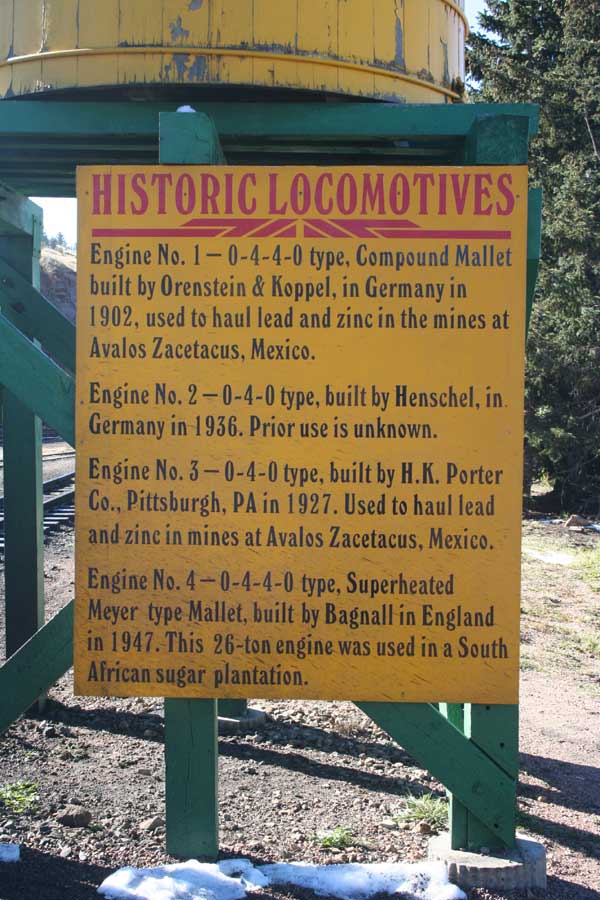 HISTORIC LOCOMOTIVES
Engine No. 1 — 0-4-4-0 type, Compound Mallet
built by Orenstein & Koppel, in Germany in
1902, used to haul lead and zinc in the mines at
Avalos Zacetacus, Mexico.
Engine No. 2 — 0-4-0 type, built by Henschel, in
Germany in 1936. Prior use is unknown.
Engine No. 3 — 0-4-0 type, built by H.K. Porter
Co., Pittsburgh, PA in 1927. Used to haul lead
and zinc in mines at Avalos Zacetacus, Mexico.
Engine No. 4 — 0-4-4-0 type, Superheated
Meyer type Mallet, built by Bagnall in England
in 1947. This 26-ton engine was used in a South
African sugar plantation.